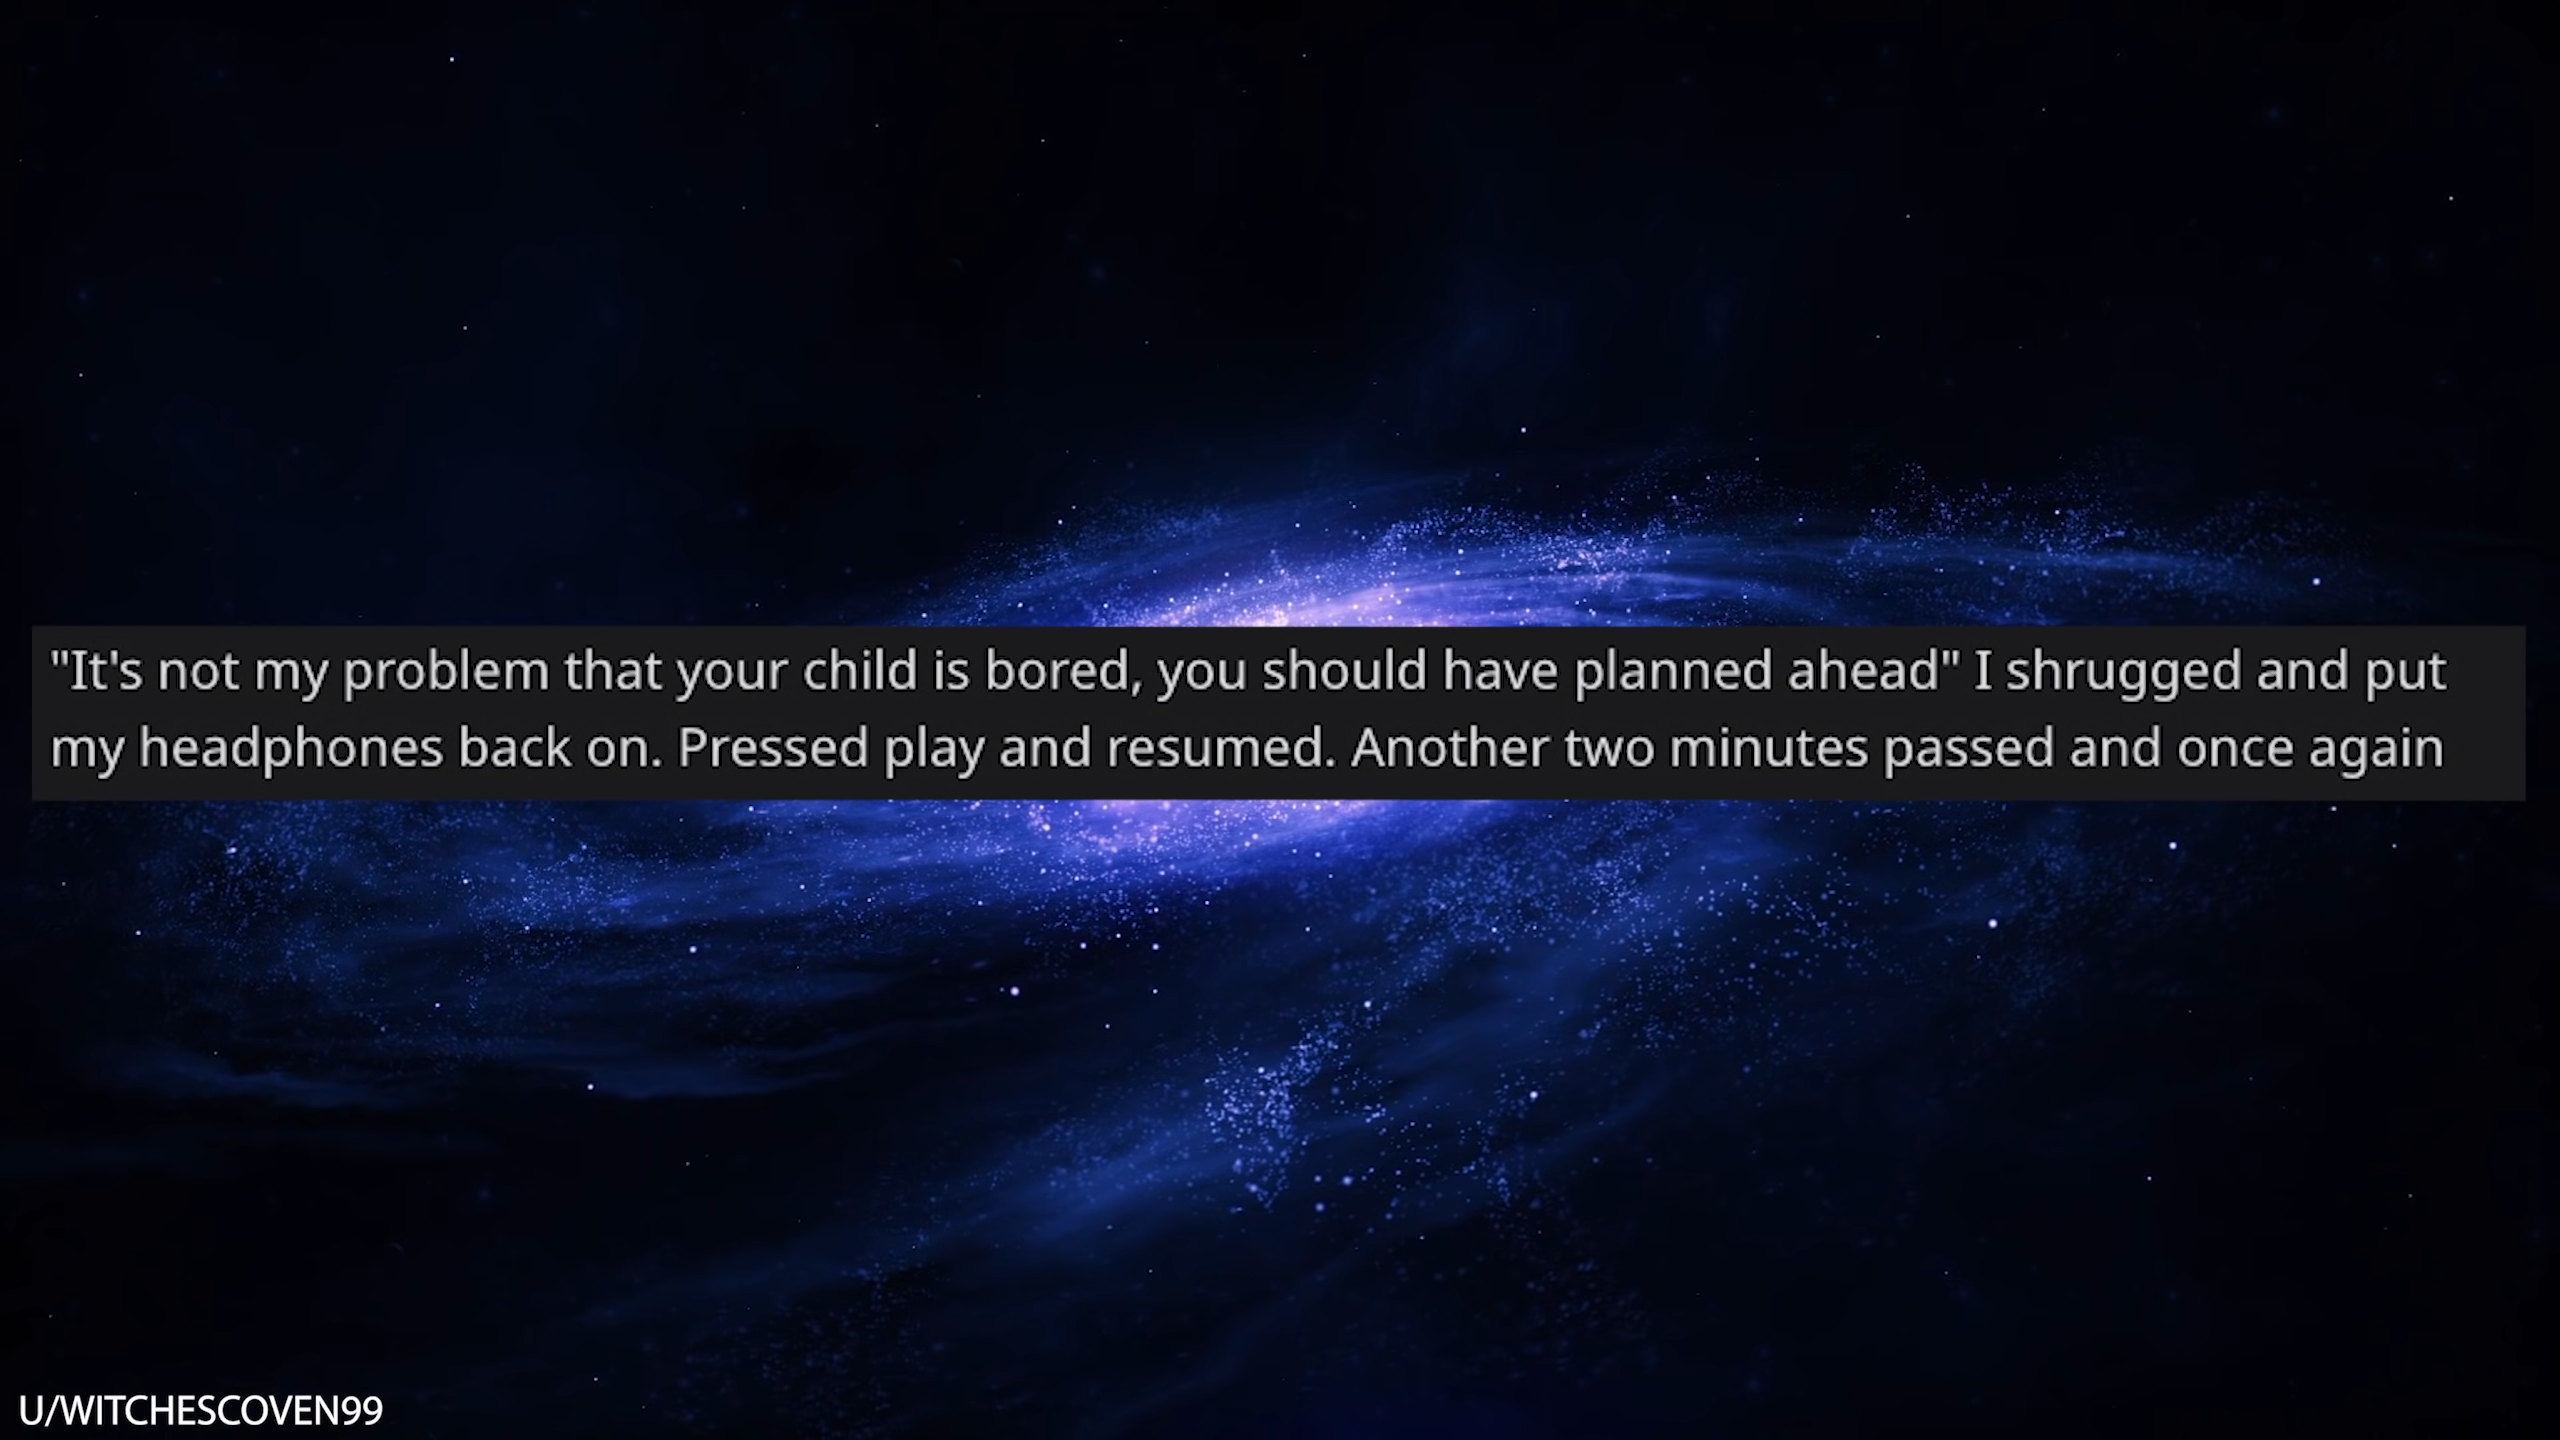 "It's not my problem that your child is bored, you should have planned ahead" I shrugged and put
my headphones back on. Pressed play and resumed. Another two minutes passed and once again
U/WITCHESCOVEN99